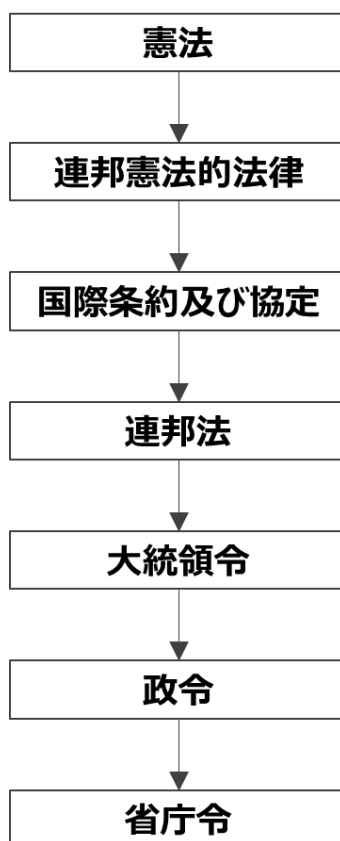 憲法
連邦憲法的法律
国際条約及び協定
連邦法
大統領令
政令
省庁令